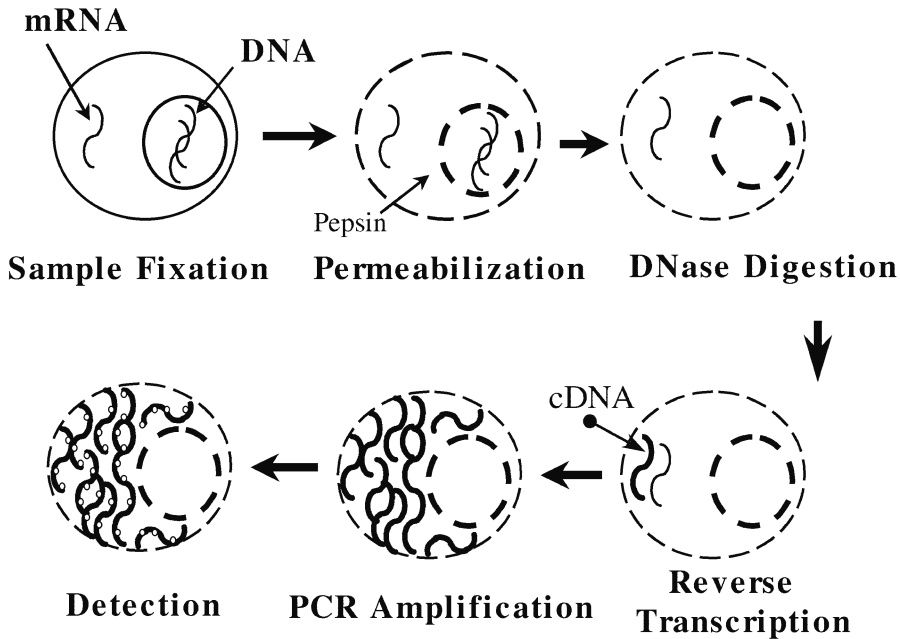 mRNA
DNA
Pepsin
Sample Fixation
Permeabilization
DNase Digestion
cDNA
Detection
PCR Amplification
Reverse
Transcription